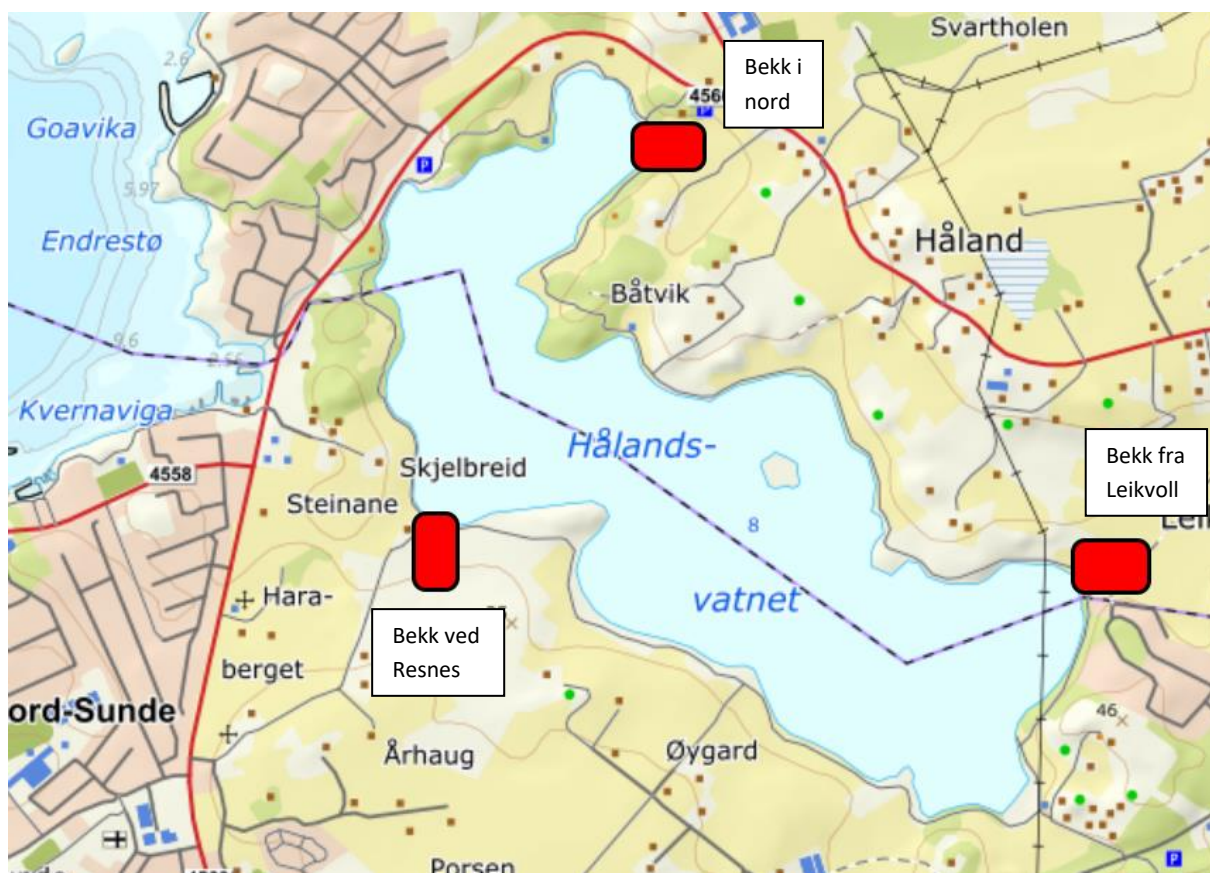 Svartholen
Bekk i
nord
2.6
4566
P
Goavika
P
5.97
Endrestø
Håland
Båtvik
9.6
2.56
Kvernaviga
Hålands-
Bekk fra
Leikvoll
Skjelbreid
4558
Steinane
8
vatnet
Hara-
berget
Bekk ved
Resnes
46
ord-Sunde
Århaug
Øygard
Porsen
P